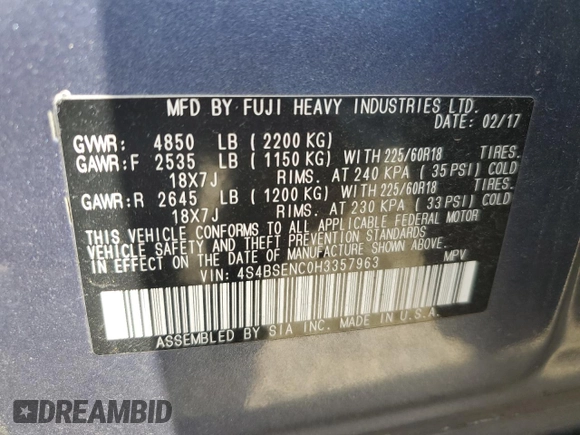 MFD BY FUJI HEAVY INDUSTRIES LTD.
DATE: 02/17
GVWR: 4850 LB (2200 KG)
GAWR:F 2535 LB (1150 KG) WITH 225/60R18 TIRES.
18X7J RIMS. AT 240 KPA (35 PSI) COLD
GAWR:R 2645 LB (1200 KG) WITH 225/60R18 TIRES.
18X7J RIMS. AT 230 KPA (33 PSI) COLD
THIS VEHICLE CONFORMS TO ALL APPLICABLE FEDERAL MOTOR
VEHICLE SAFETY AND THEFT PREVENTION STANDARDS
IN EFFECT ON THE DATE OF MANUFACTURE SHOWN ABOVE.
VIN: 4S4BSENC0H3357963 MPV
ASSEMBLED BY SIA INC. MADE IN U.S.A.
DREAMBID